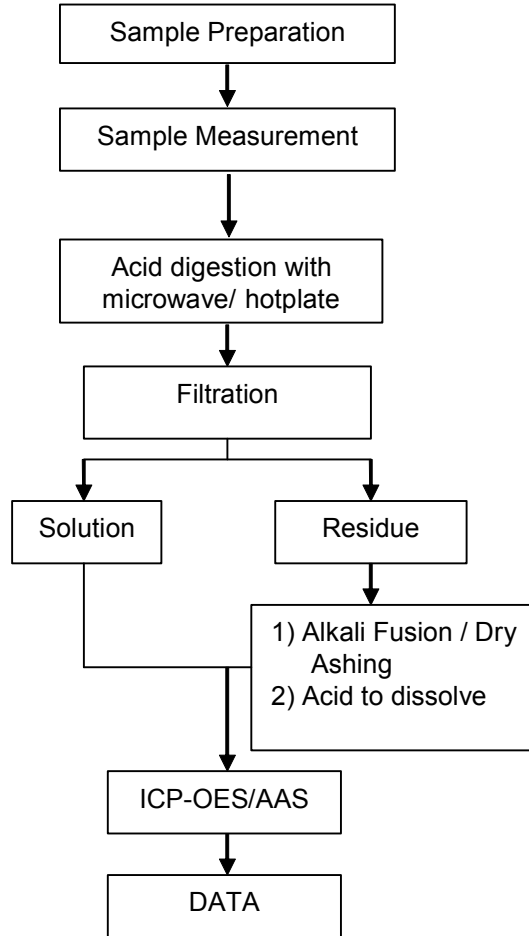 Sample Preparation
Sample Measurement
Acid digestion with
microwave/ hotplate
Filtration
Solution
Residue
1) Alkali Fusion / Dry
Ashing
2) Acid to dissolve
ICP-OES/AAS
DATA